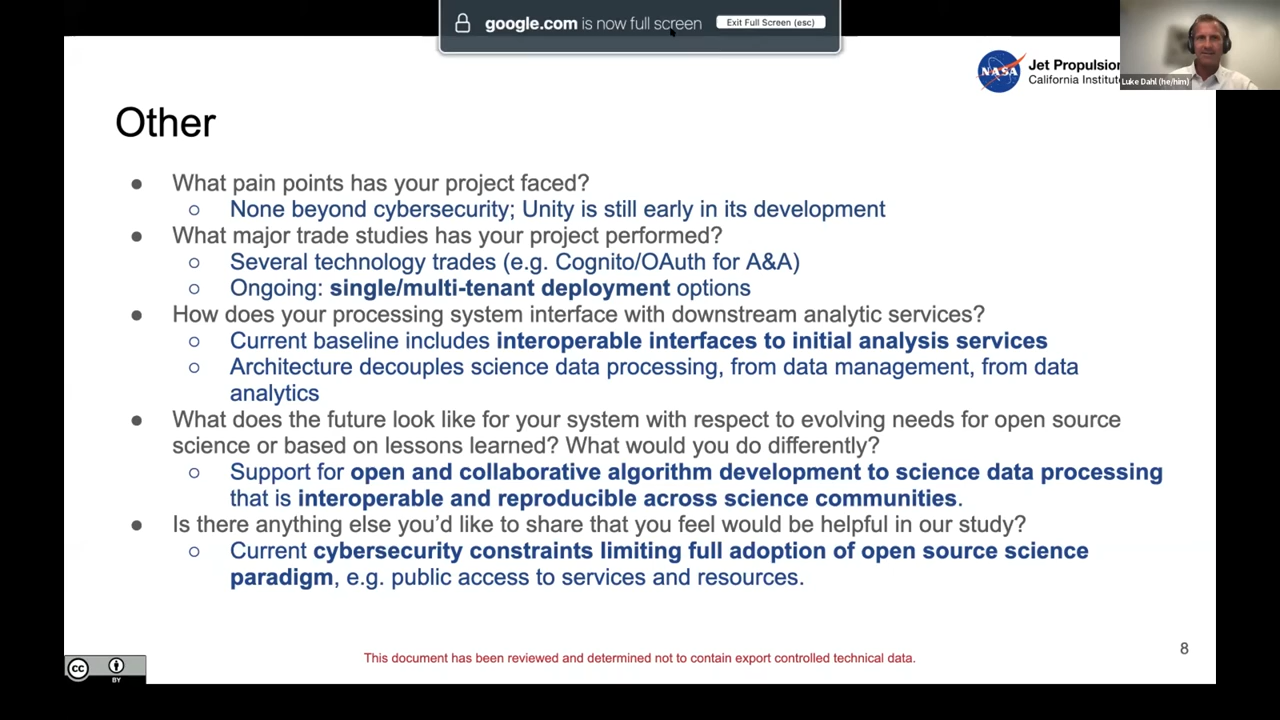 google.com is now full screen
Exit Full Screen (esc)
NASA
Jet Propulsion
California Institute
Luke Dahl (he/him)
Other
● What pain points has your project faced?
○ None beyond cybersecurity; Unity is still early in its development
● What major trade studies has your project performed?
○ Several technology trades (e.g. Cognito/OAuth for A&A)
○ Ongoing: single/multi-tenant deployment options
● How does your processing system interface with downstream analytic services?
○ Current baseline includes interoperable interfaces to initial analysis services
○ Architecture decouples science data processing, from data management, from data
analytics
● What does the future look like for your system with respect to evolving needs for open source
science or based on lessons learned? What would you do differently?
○ Support for open and collaborative algorithm development to science data processing
that is interoperable and reproducible across science communities.
● Is there anything else you’d like to share that you feel would be helpful in our study?
○ Current cybersecurity constraints limiting full adoption of open source science
paradigm, e.g. public access to services and resources.
8
This document has been reviewed and determined not to contain export controlled technical data.
cc
BY